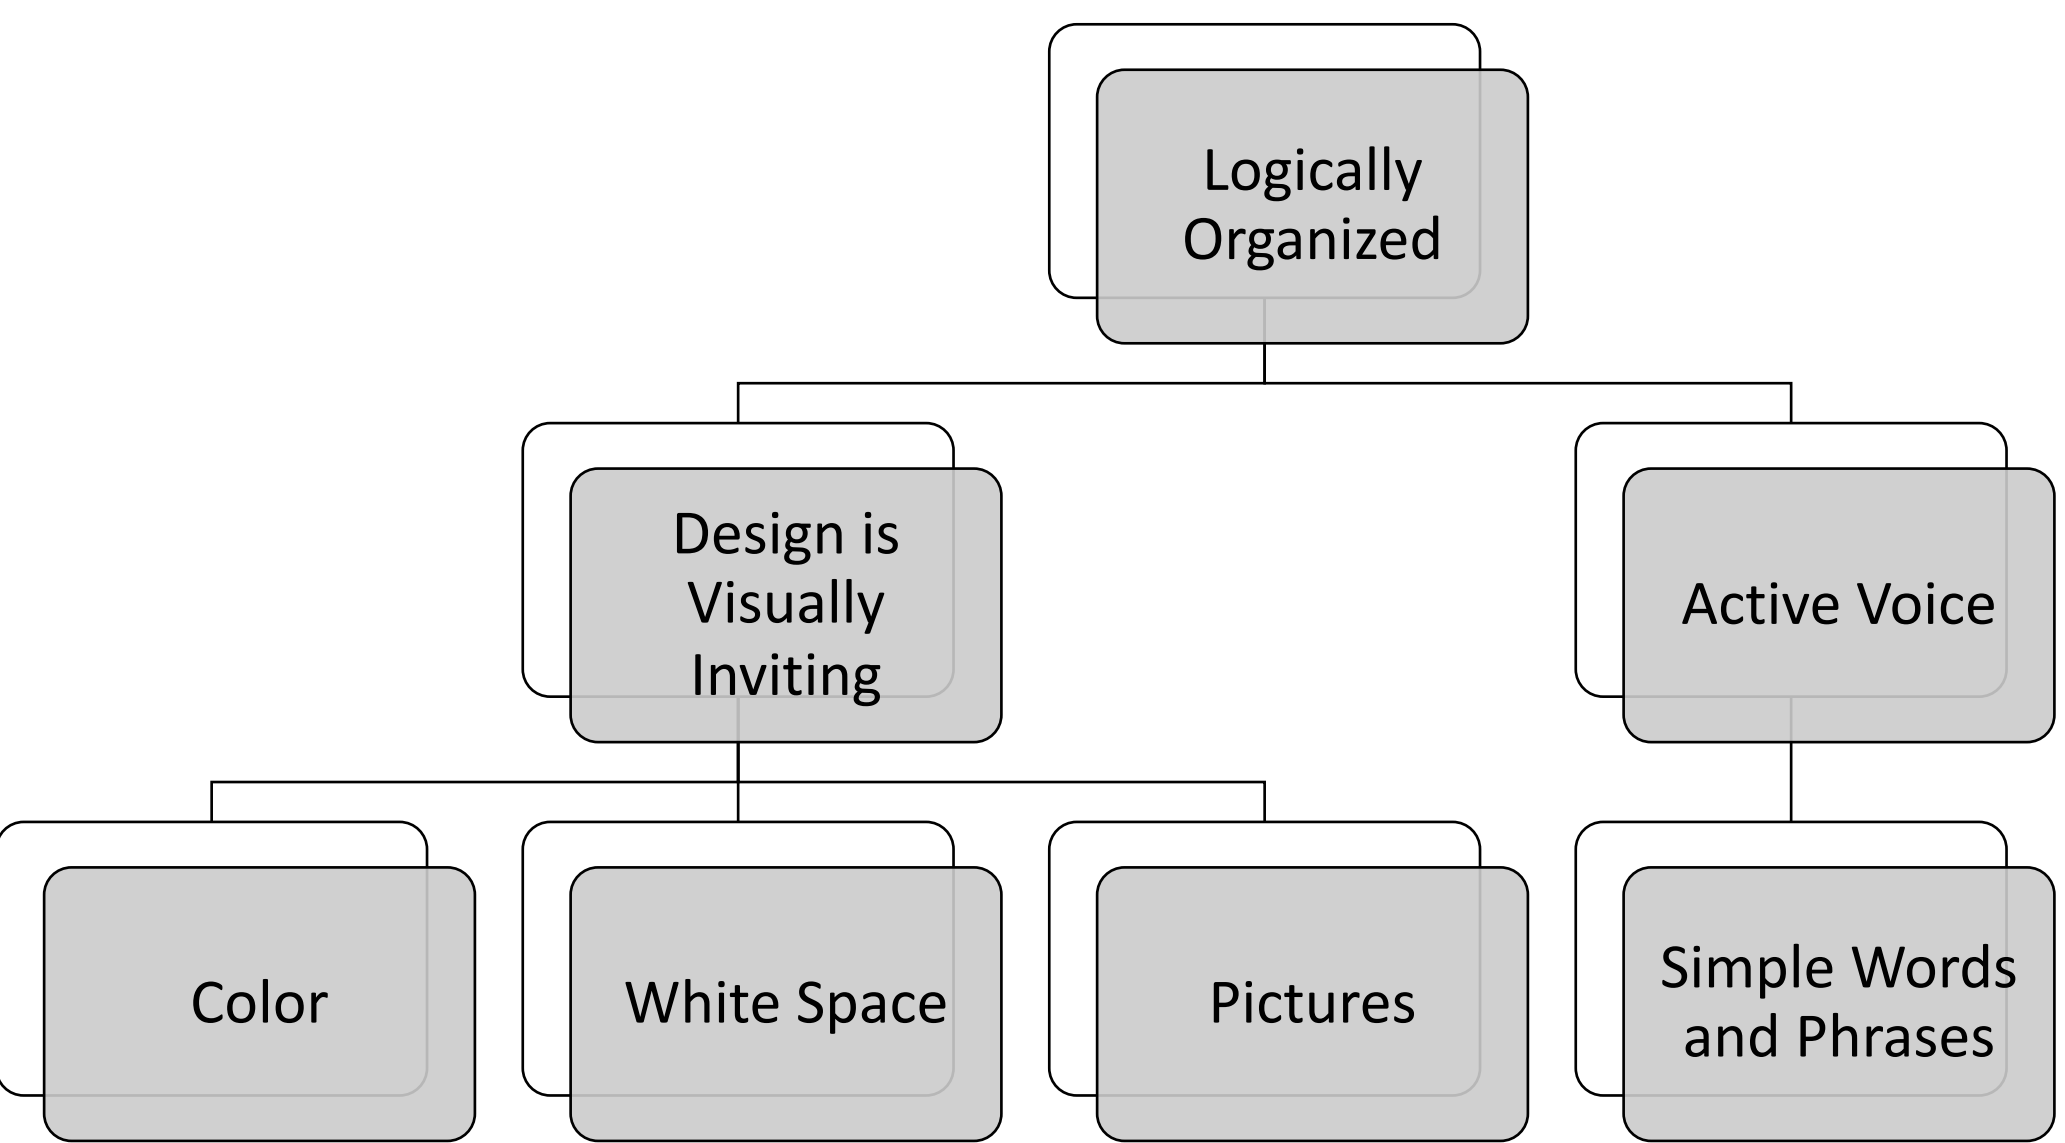 Logically
Organized
Design is
Visually
Inviting
Active Voice
Color
White Space
Pictures
Simple Words
and Phrases